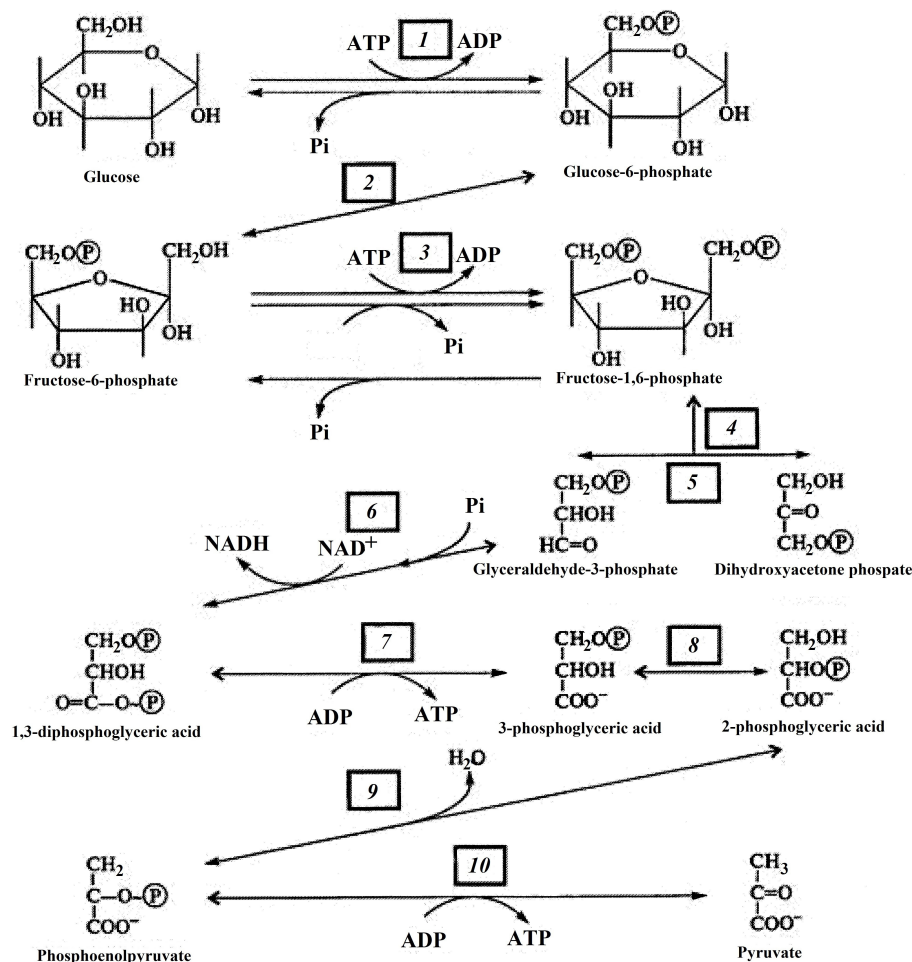 CH2OH
O
OH
OH
OH
OH
Glucose
ATP
1
ADP
Pi
CH2OP
O
OH
OH
OH
OH
Glucose-6-phosphate
2
CH2OP
CH2OH
O
HO
OH
OH
Fructose-6-phosphate
ATP
3
ADP
Pi
Pi
CH2OP
CH2OP
O
HO
OH
OH
Fructose-1,6-phosphate
4
5
CH2OP
CHOH
HC=O
Glyceraldehyde-3-phosphate
CH2OH
C=O
CH2OP
Dihydroxyacetone phospate
6
Pi
NADH
NAD+
CH2OP
CHOH
O=C-O-P
1,3-diphosphoglyceric acid
7
ADP
ATP
CH2OP
CHOH
COO-
3-phosphoglyceric acid
8
CH2OH
CHOP
COO-
2-phosphoglyceric acid
9
H2O
CH2
C-O-P
COO-
Phosphoenolpyruvate
10
ADP
ATP
CH3
C=O
COO-
Pyruvate